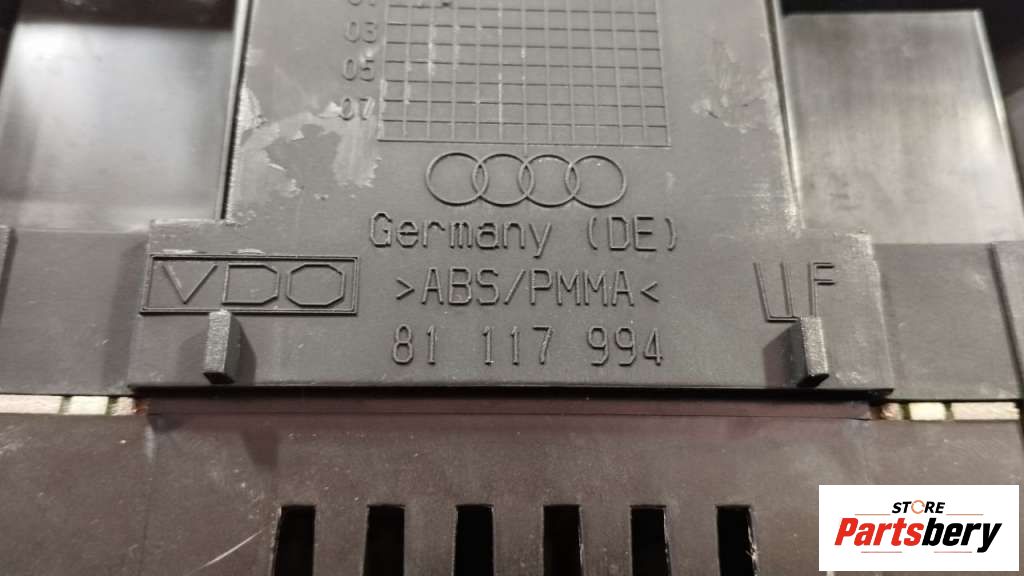 03
05
07
Germany (DE)
VDO
>ABS/PMMA<
81 117 994
STORE
Partsbery